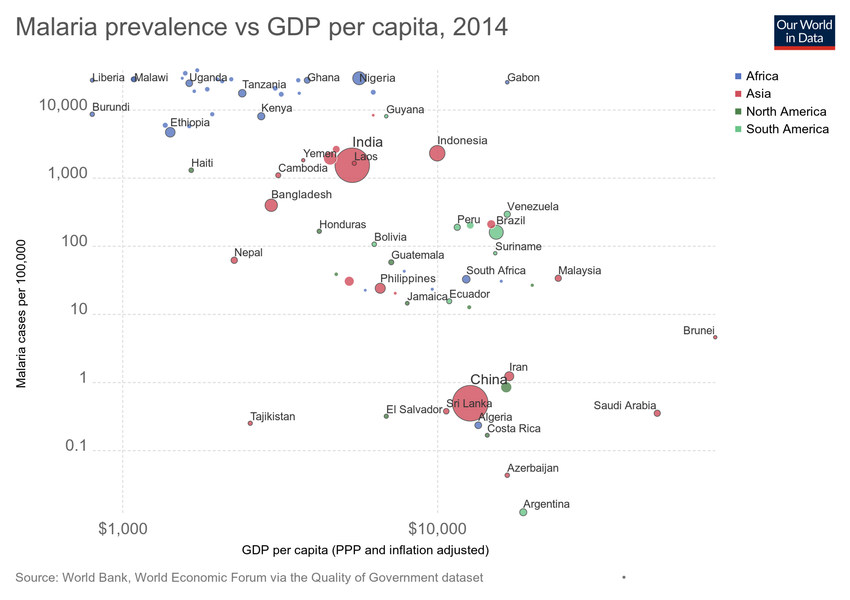 Malaria prevalence vs GDP per capita, 2014
Our World
in Data
Africa
Asia
North America
South America
Malaria cases per 100,000
10,000
1,000
100
10
1
0.1
Liberia
Malawi
Uganda
Tanzania
Ghana
Nigeria
Gabon
Burundi
Ethiopia
Kenya
Guyana
India
Indonesia
Haiti
Yemen
Laos
Cambodia
Bangladesh
Venezuela
Honduras
Peru
Brazil
Bolivia
Suriname
Nepal
Guatemala
South Africa
Malaysia
Philippines
Jamaica
Ecuador
Brunei
Iran
China
Sri Lanka
Saudi Arabia
Tajikistan
El Salvador
Algeria
Costa Rica
Azerbaijan
Argentina
$1,000
$10,000
GDP per capita (PPP and inflation adjusted)
Source: World Bank, World Economic Forum via the Quality of Government dataset